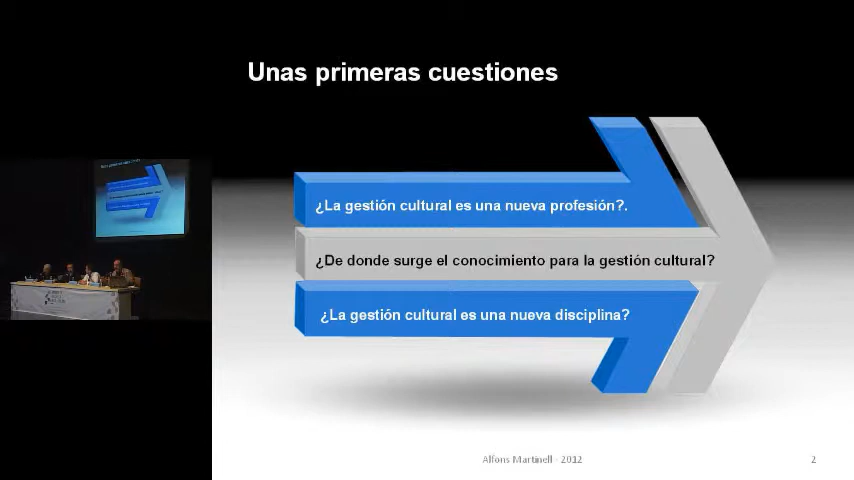 Unas primeras cuestiones
¿La gestión cultural es una nueva profesión?.
¿De donde surge el conocimiento para la gestión cultural?
¿La gestión cultural es una nueva disciplina?
Alfons Martinell - 2012
2